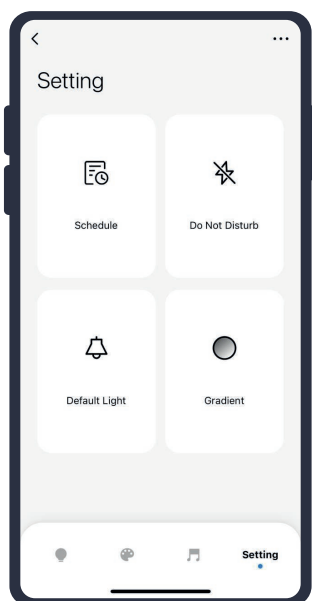 Setting
Schedule
Do Not Disturb
Default Light
Gradient
Setting